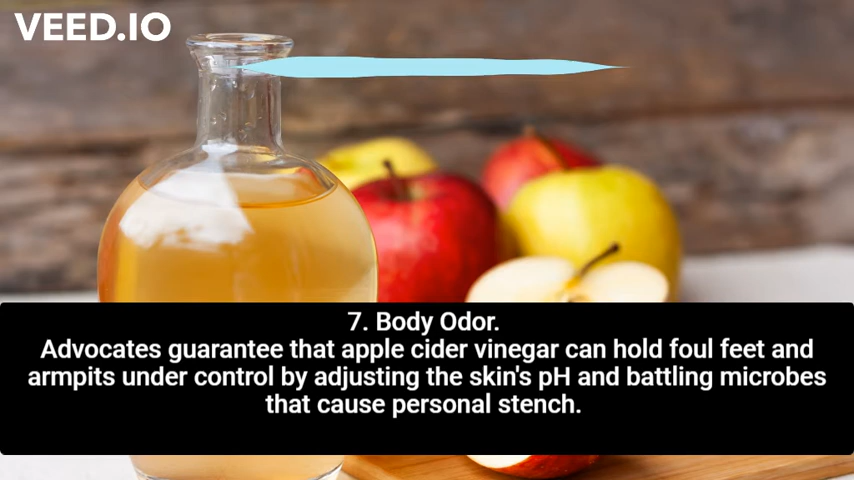 VEED.IO
7. Body Odor.
Advocates guarantee that apple cider vinegar can hold foul feet and
armpits under control by adjusting the skin's pH and battling microbes
that cause personal stench.